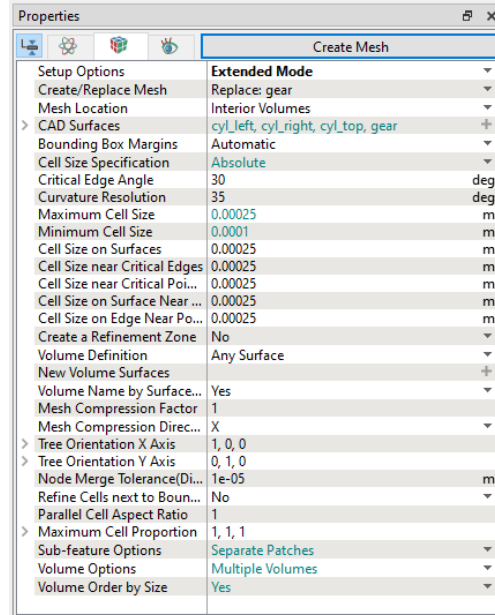 Properties
Create Mesh
Setup Options Extended Mode
Create/Replace Mesh Replace: gear
Mesh Location Interior Volumes
CAD Surfaces cyl_left, cyl_right, cyl_top, gear
Bounding Box Margins Automatic
Cell Size Specification Absolute
Critical Edge Angle 30 deg
Curvature Resolution 35 deg
Maximum Cell Size 0.00025 m
Minimum Cell Size 0.0001 m
Cell Size on Surfaces 0.00025 m
Cell Size near Critical Edges 0.00025 m
Cell Size near Critical Poi... 0.00025 m
Cell Size on Surface Near ... 0.00025 m
Cell Size on Edge Near Po... 0.00025 m
Create a Refinement Zone No
Volume Definition Any Surface
New Volume Surfaces
Volume Name by Surface... Yes
Mesh Compression Factor 1
Mesh Compression Direc... X
Tree Orientation X Axis 1, 0, 0
Tree Orientation Y Axis 0, 1, 0
Node Merge Tolerance(Di... 1e-05 m
Refine Cells next to Boun... No
Parallel Cell Aspect Ratio 1
Maximum Cell Proportion 1, 1, 1
Sub-feature Options Separate Patches
Volume Options Multiple Volumes
Volume Order by Size Yes